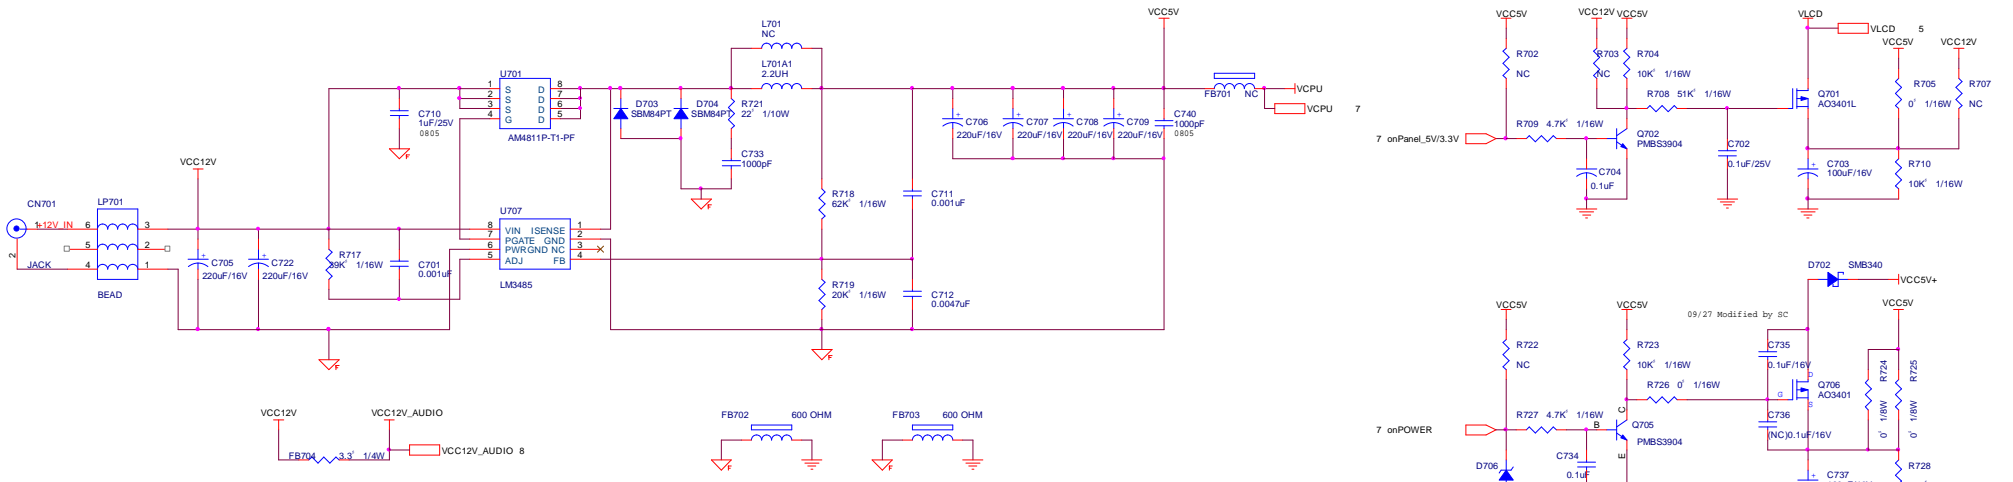 VCC5V
L701
NC
L701A1
2.2UH
U701
1
2
3
4
S
S
S
G
D
D
D
D
8
7
6
5
AM4811P-T1-PF
C710
1uF/25V
0805
F
D703
SBM84PT
D704
SBM84PT
R721
22 1/10W
C733
1000pF
F
C706
220uF/16V
C707
220uF/16V
C708
220uF/16V
C709
220uF/16V
C740
1000pF
0805
FB701 NC
VCPU
VCPU 7
VCC12V
CN701
1
+12V_IN
2
JACK
LP701
6
5
4
3
2
1
BEAD
C705
220uF/16V
C722
220uF/16V
R717
39K 1/16W
C701
0.001uF
U707
8
7
6
5
VIN ISENSE
PGATE GND
PWRGND NC
ADJ FB
1
2
3
4
LM3485
R718
62K 1/16W
C711
0.001uF
R719
20K 1/16W
C712
0.0047uF
F
F
VCC12V
VCC12V_AUDIO
FB704 3.3 1/4W
VCC12V_AUDIO 8
FB702 600 OHM
F
FB703 600 OHM
F
VCC5V
VCC12V
VCC5V
VLCD
VLCD 5
VCC5V
VCC12V
R702
NC
R703
NC
R704
10K 1/16W
R708 51K 1/16W
Q701
AO3401L
R705
0 1/16W
R707
NC
7 onPanel_5V/3.3V
R709 4.7K 1/16W
Q702
PMBS3904
C704
0.1uF
C702
0.1uF/25V
C703
100uF/16V
R710
10K 1/16W
D702 SMB340
VCC5V+
VCC5V
VCC5V
VCC5V
09/27 Modified by SC
R722
NC
R723
10K 1/16W
C735
0.1uF/16V
R726 0 1/16W
D
G
S
Q706
AO3401
R724
0 1/8W
R725
0 1/8W
7 onPOWER
R727 4.7K 1/16W
B
C
E
Q705
PMBS3904
C736
(NC)0.1uF/16V
D706
C734
0.1uF
C737
R728